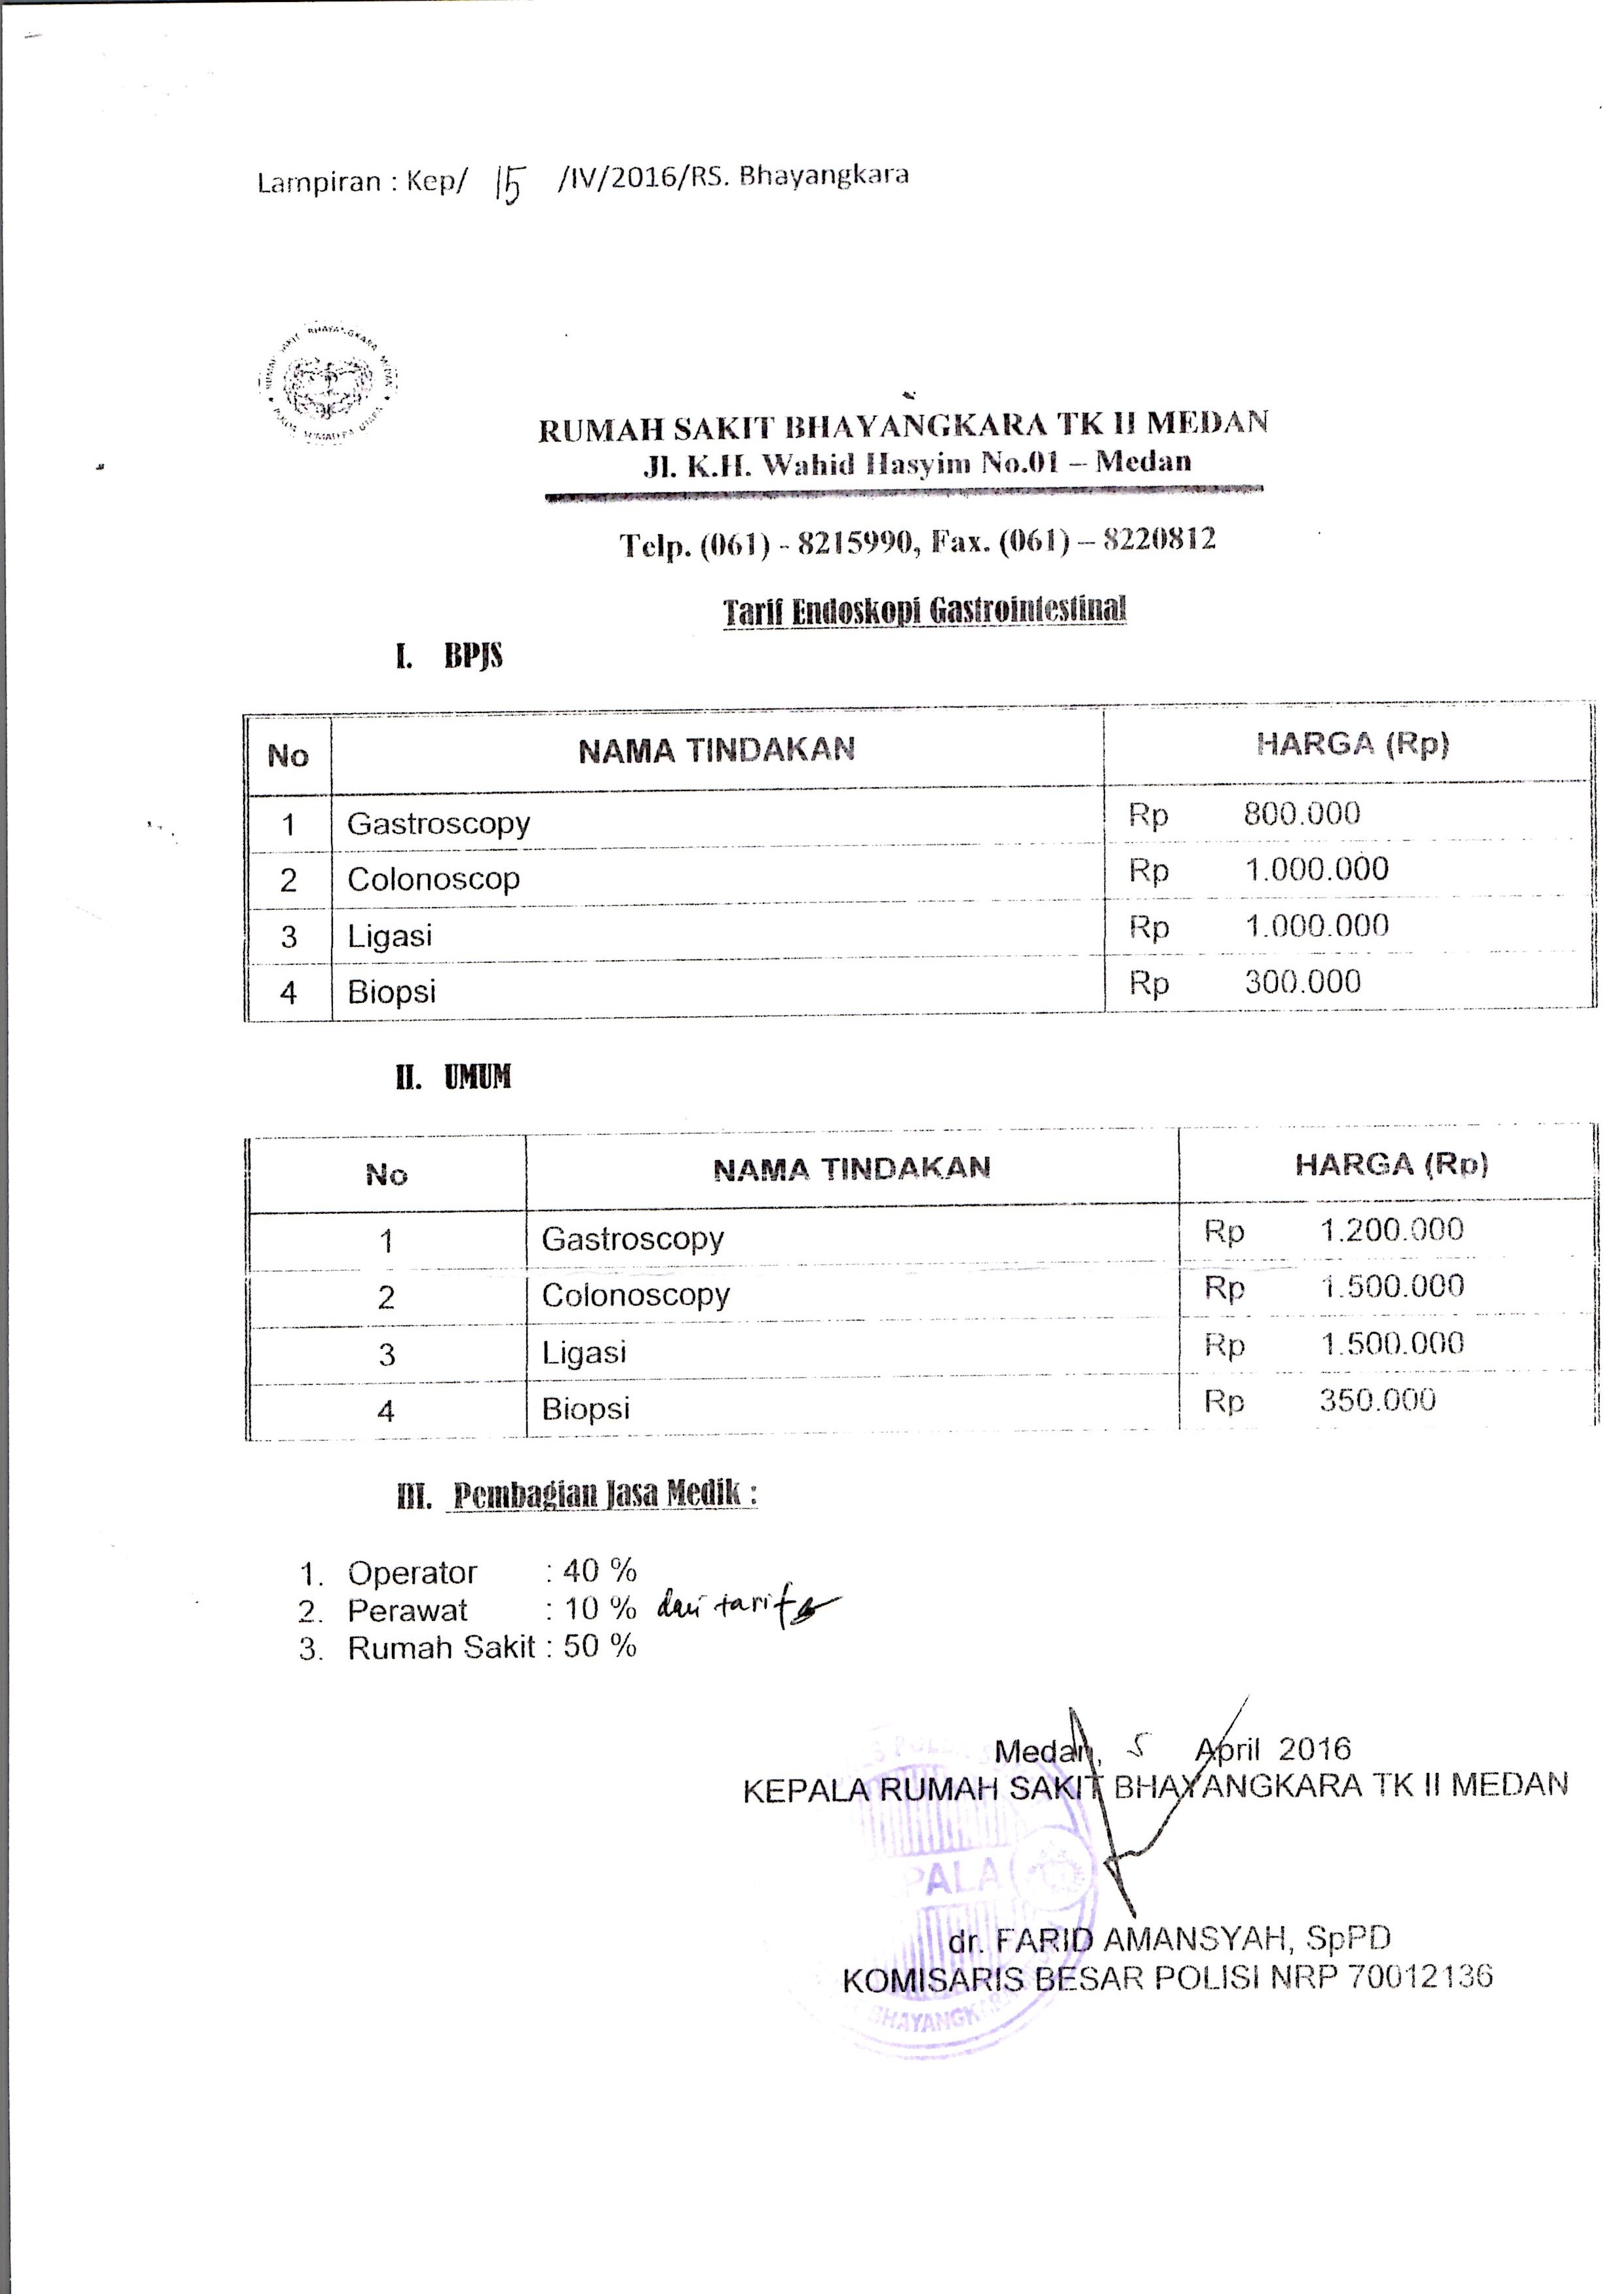 Lampiran : Kep/ 15 /IV/2016/RS. Bhayangkara
RUMAH SAKIT BHAYANGKARA MEDAN
RUMAH SAKIT BHAYANGKARA TK II MEDAN
Jl. K.H. Wahid Hasyim No.01 – Medan
Telp. (061) - 8215990, Fax. (061) – 8220812
Tarif Endoskopi Gastrointestinal
I. BPJS
No NAMA TINDAKAN HARGA (Rp)
1 Gastroscopy Rp 800.000
2 Colonoscop Rp 1.000.000
3 Ligasi Rp 1.000.000
4 Biopsi Rp 300.000
II. UMUM
No NAMA TINDAKAN HARGA (Rp)
1 Gastroscopy Rp 1.200.000
2 Colonoscopy Rp 1.500.000
3 Ligasi Rp 1.500.000
4 Biopsi Rp 350.000
III. Pembagian Jasa Medik :
1. Operator : 40 %
2. Perawat : 10 % dari tarif
3. Rumah Sakit : 50 %
Medan, 5 April 2016
KEPALA RUMAH SAKIT BHAYANGKARA TK II MEDAN
PALA
dr. FARID AMANSYAH, SpPD
KOMISARIS BESAR POLISI NRP 70012136
BHAYANGKARA